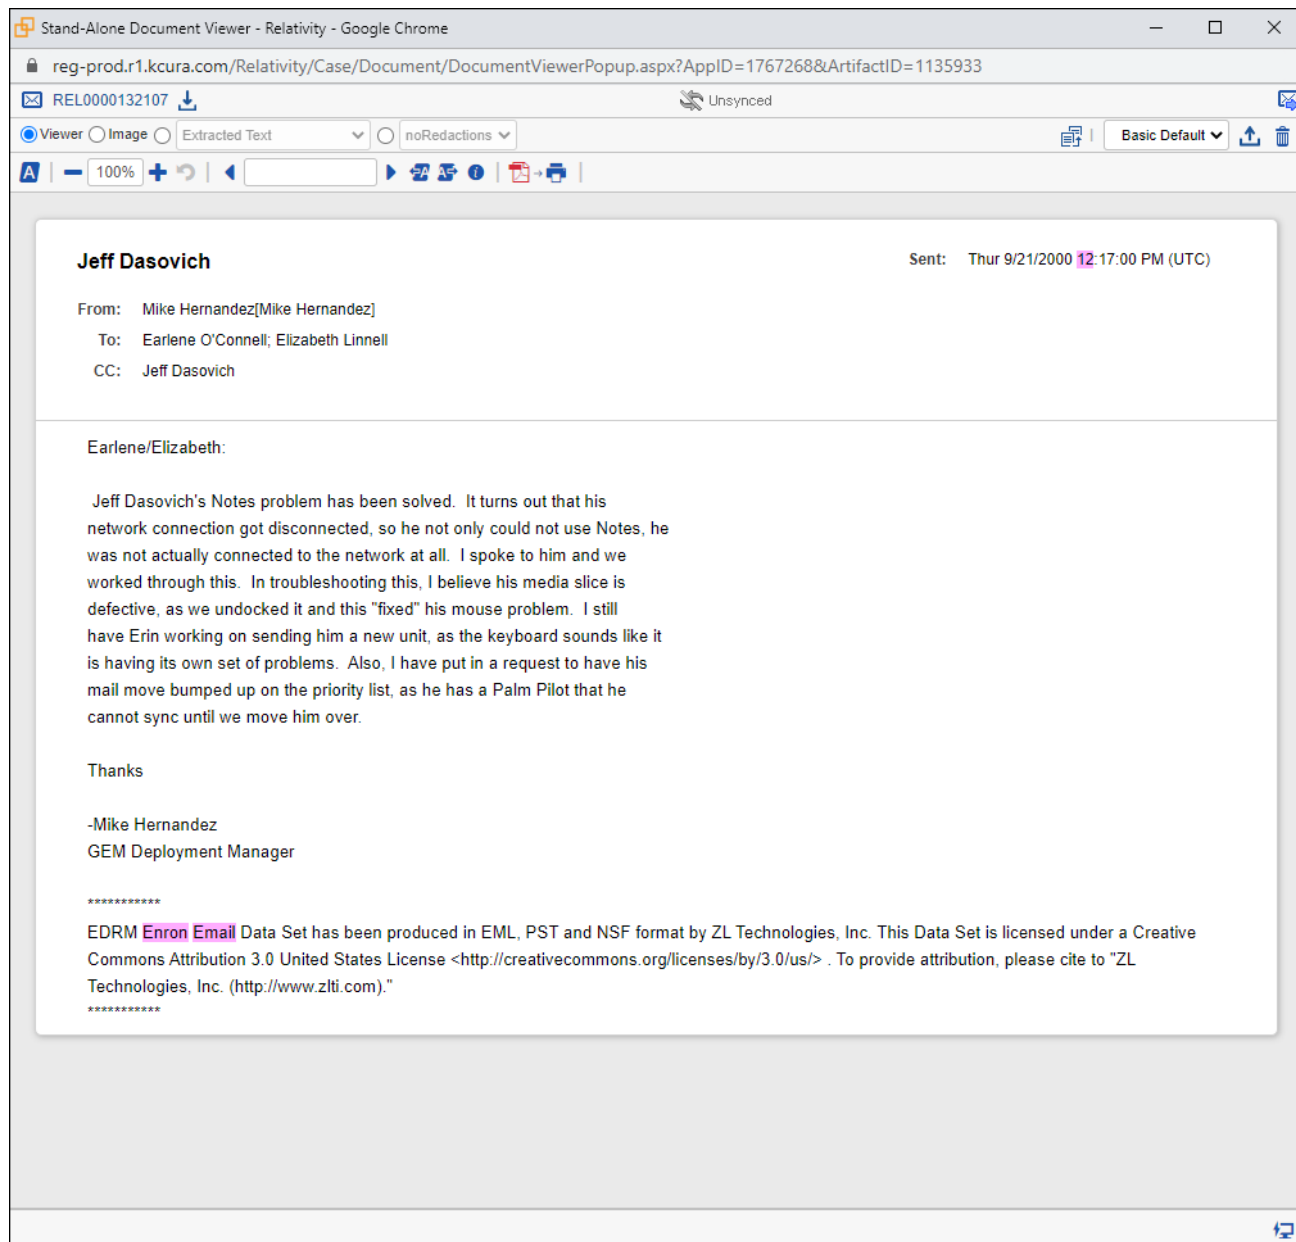 Stand-Alone Document Viewer - Relativity - Google Chrome
reg-prod.r1.kcura.com/Relativity/Case/Document/DocumentViewerPopup.aspx?AppID=1767268&ArtifactID=1135933
REL0000132107 Unsynced
Viewer Image Extracted Text noRedactions Basic Default
A 100%
Jeff Dasovich Sent: Thur 9/21/2000 12:17:00 PM (UTC)
From: Mike Hernandez[Mike Hernandez]
To: Earlene O'Connell; Elizabeth Linnell
CC: Jeff Dasovich
Earlene/Elizabeth:
Jeff Dasovich's Notes problem has been solved. It turns out that his
network connection got disconnected, so he not only could not use Notes, he
was not actually connected to the network at all. I spoke to him and we
worked through this. In troubleshooting this, I believe his media slice is
defective, as we undocked it and this "fixed" his mouse problem. I still
have Erin working on sending him a new unit, as the keyboard sounds like it
is having its own set of problems. Also, I have put in a request to have his
mail move bumped up on the priority list, as he has a Palm Pilot that he
cannot sync until we move him over.
Thanks
-Mike Hernandez
GEM Deployment Manager
***********
EDRM Enron Email Data Set has been produced in EML, PST and NSF format by ZL Technologies, Inc. This Data Set is licensed under a Creative
Commons Attribution 3.0 United States License <http://creativecommons.org/licenses/by/3.0/us/> . To provide attribution, please cite to "ZL
Technologies, Inc. (http://www.zlti.com)."
***********